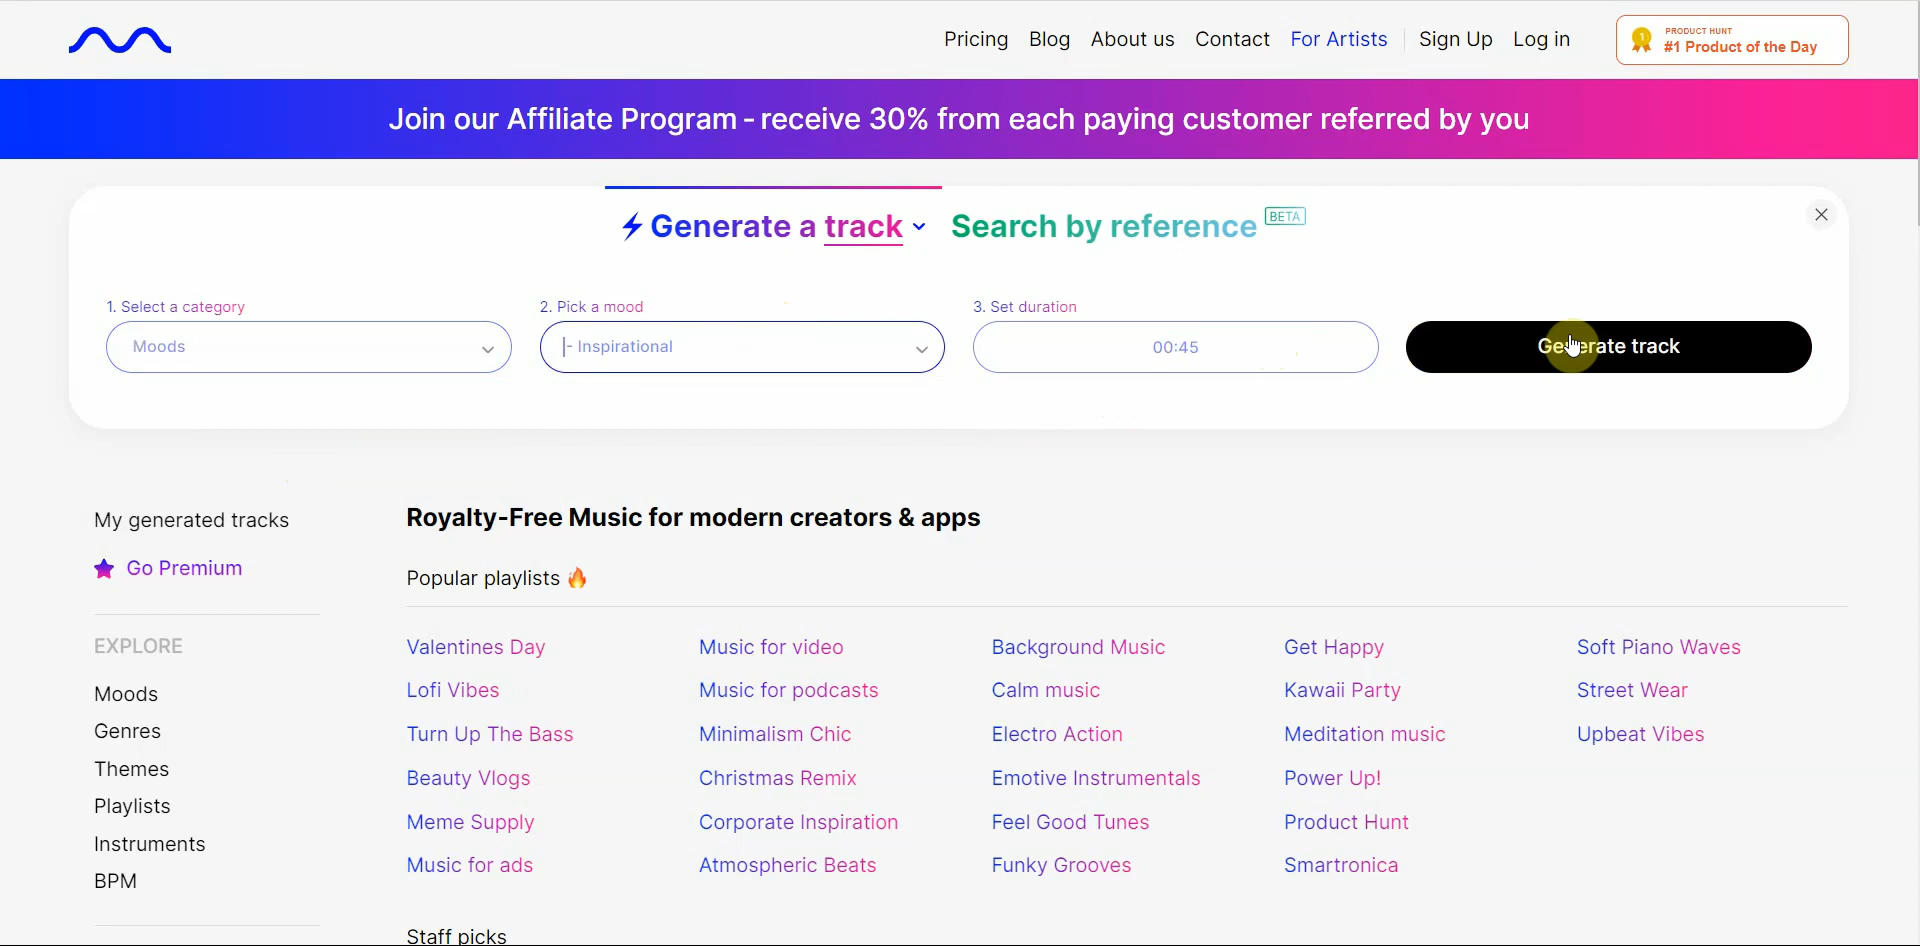 Pricing Blog About us Contact For Artists Sign Up Log in
PRODUCT HUNT
1 #1 Product of the Day
Join our Affiliate Program - receive 30% from each paying customer referred by you
Generate a track Search by reference BETA
1. Select a category
Moods
2. Pick a mood
- Inspirational
3. Set duration
00:45
Generate track
My generated tracks
Go Premium
EXPLORE
Moods
Genres
Themes
Playlists
Instruments
BPM
Royalty-Free Music for modern creators & apps
Popular playlists 🔥
Valentines Day
Lofi Vibes
Turn Up The Bass
Beauty Vlogs
Meme Supply
Music for ads
Music for video
Music for podcasts
Minimalism Chic
Christmas Remix
Corporate Inspiration
Atmospheric Beats
Background Music
Calm music
Electro Action
Emotive Instrumentals
Feel Good Tunes
Funky Grooves
Get Happy
Kawaii Party
Meditation music
Power Up!
Product Hunt
Smartronica
Soft Piano Waves
Street Wear
Upbeat Vibes
Staff picks